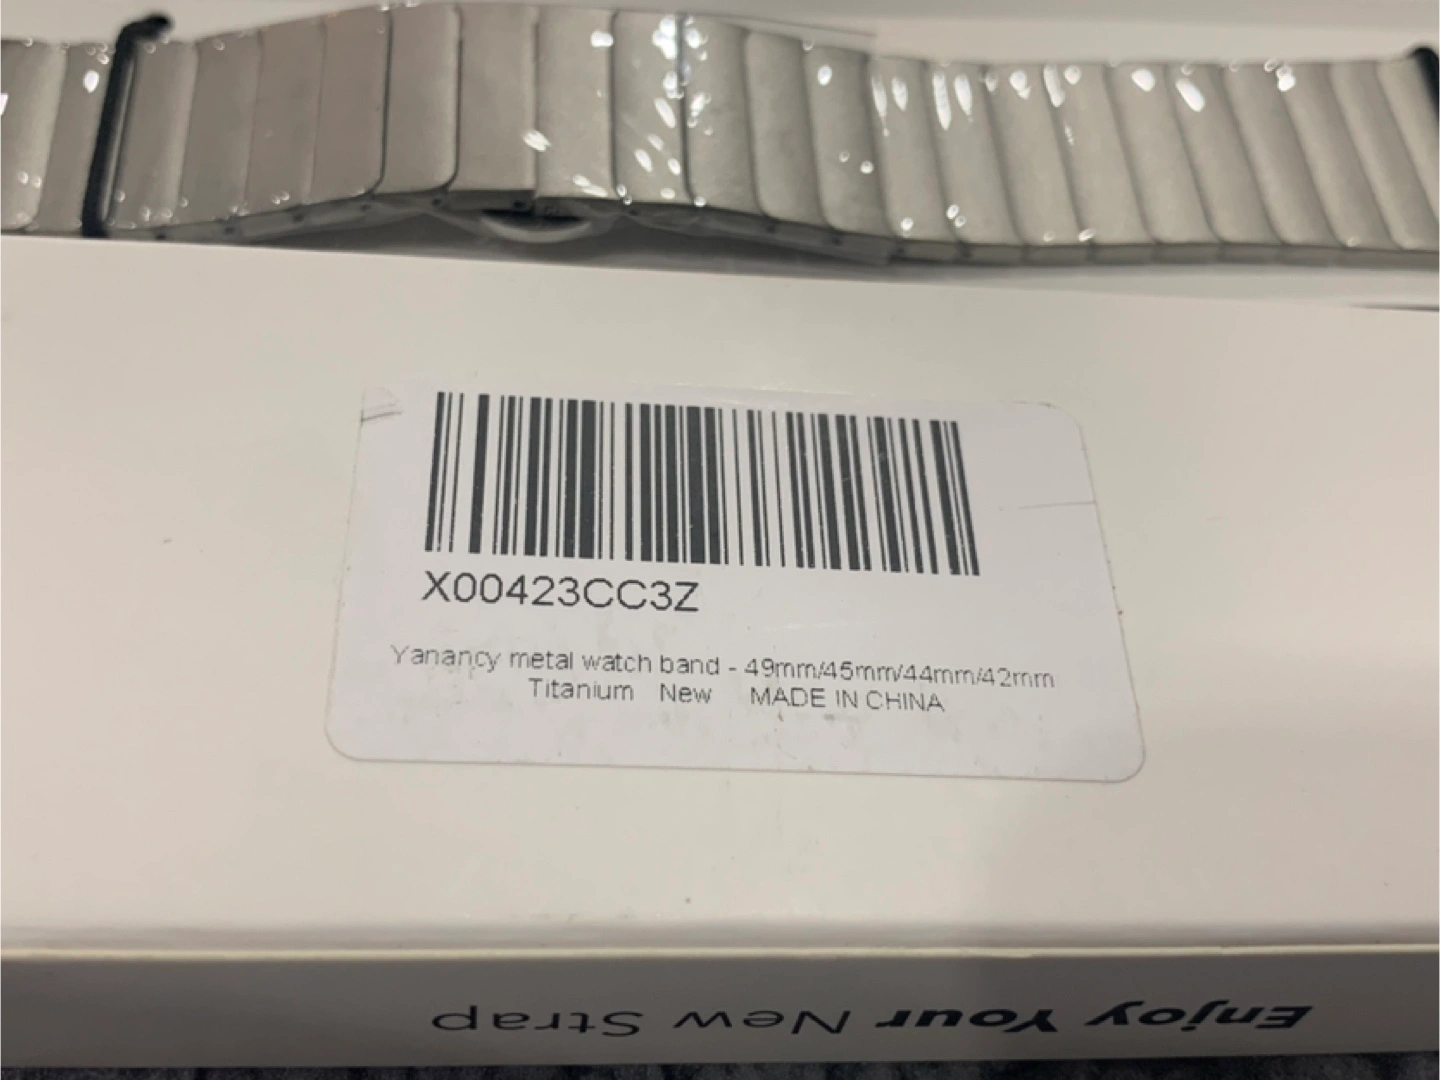 X00423CC3Z
Yanancy metal watch band - 49mm/45mm/44mm/42mm
Titanium New MADE IN CHINA
Enjoy Your New Strap